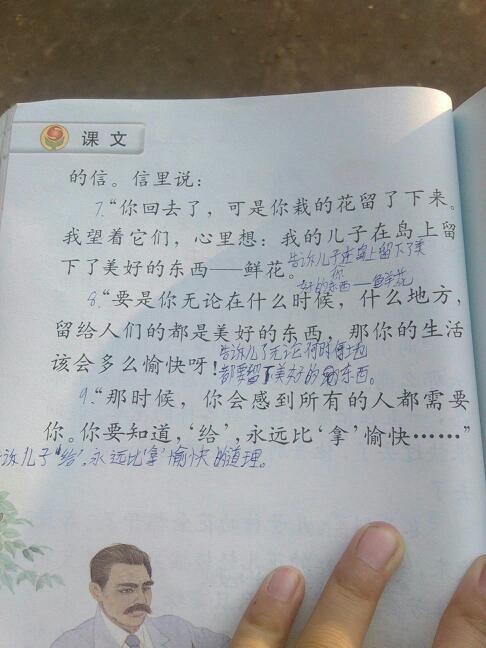 课文
的信。信里说：
7.“你回去了，可是你栽的花留了下来。
我望着它们，心里想：我的儿子在岛上留
下了美好的东西——鲜花。
告诉儿子在岛上留下了美
你
好的东西——鲜花
8.“要是你无论在什么时候，什么地方，
留给人们的都是美好的东西，那你的生活
该会多么愉快呀！
告诉儿子无论何时何地
都要留下美好的东西。
9.“那时候，你会感到所有的人都需要
你。你要知道，‘给’，永远比‘拿’愉快……”
诉儿子‘给’，永远比‘拿’愉快的道理。